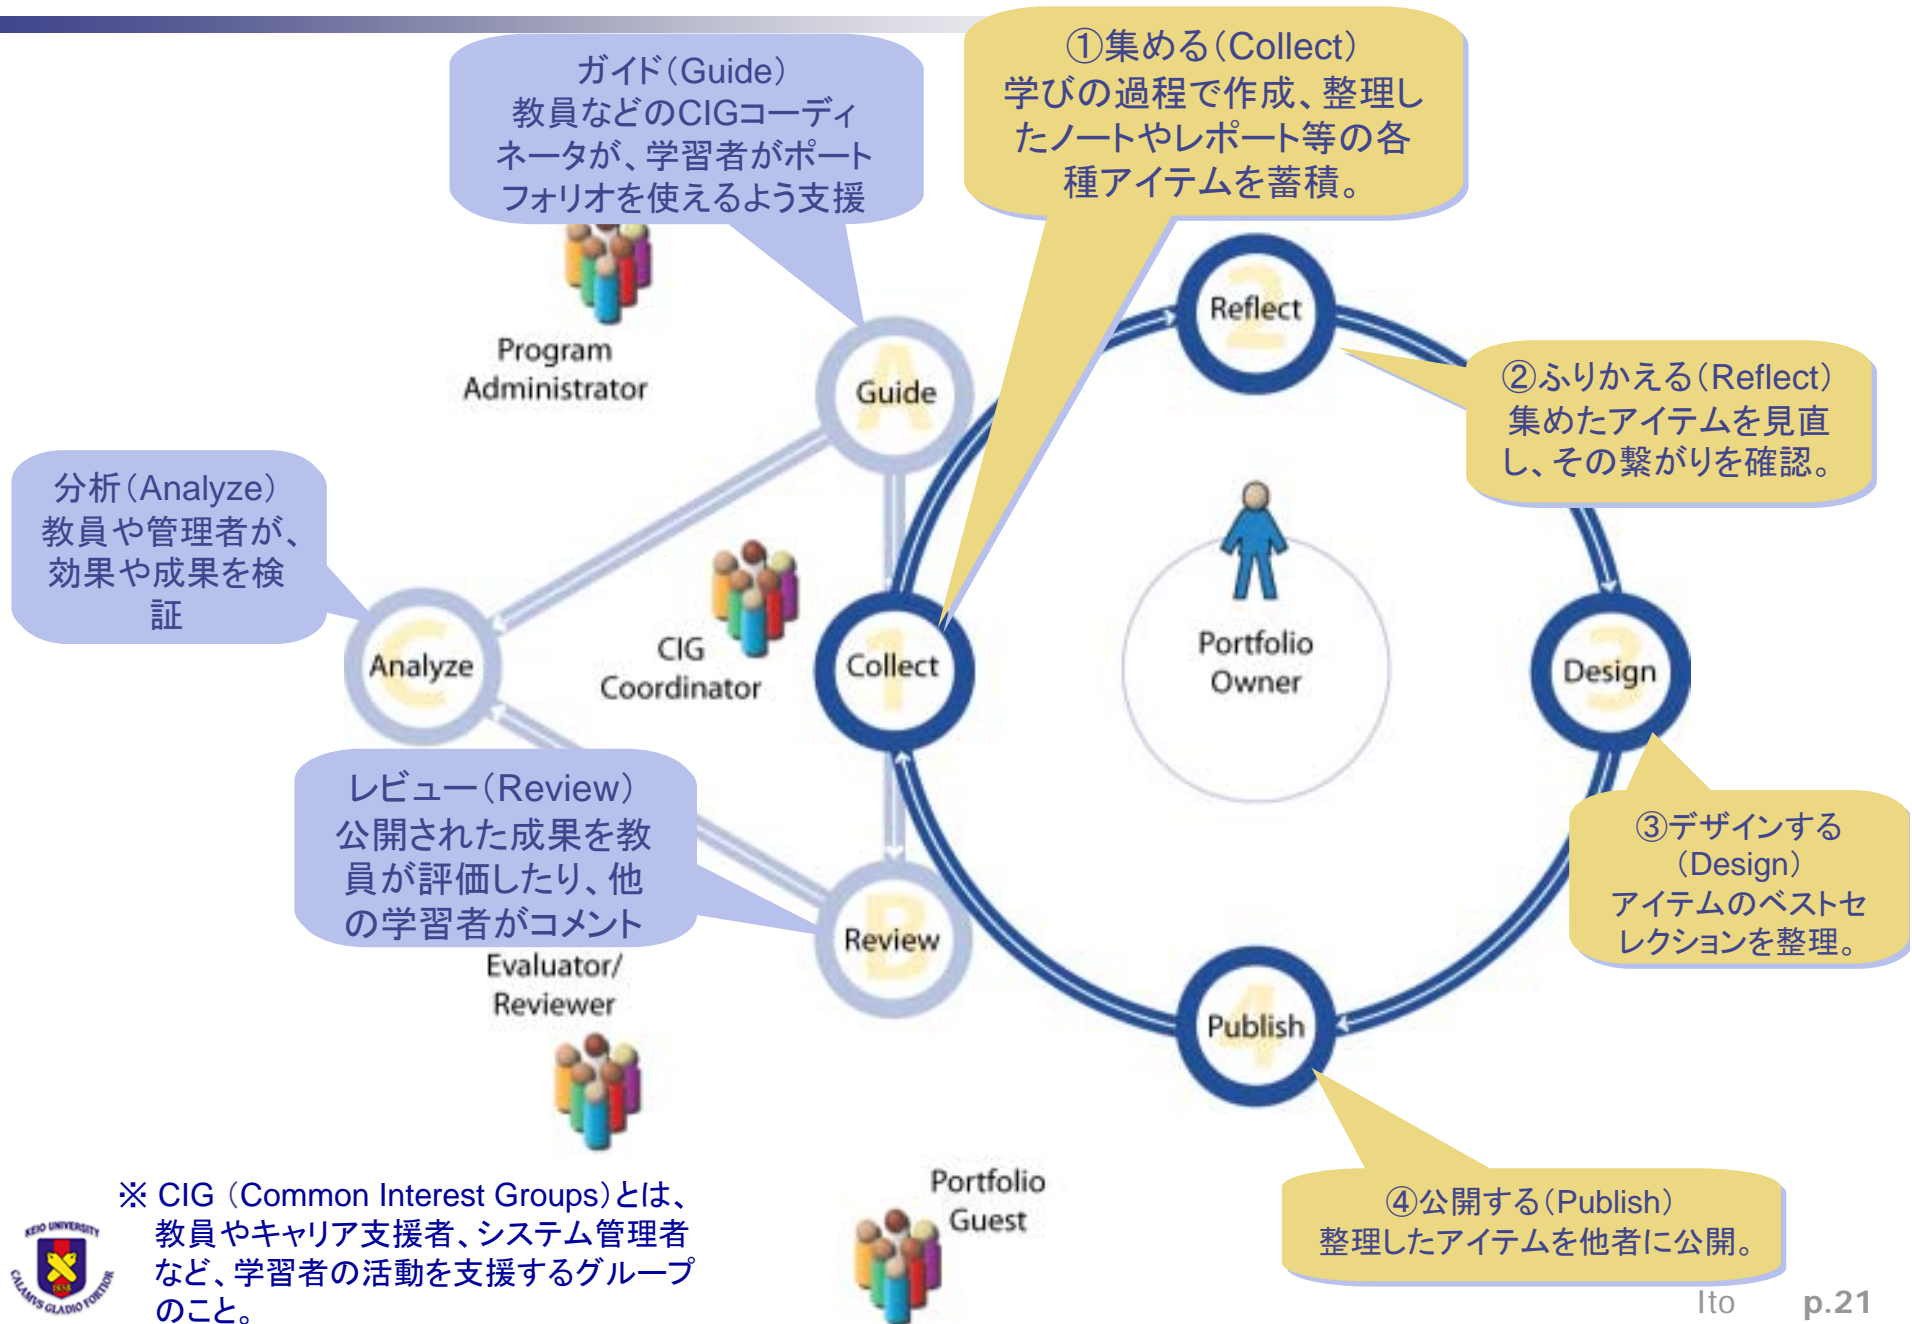 ガイド（Guide）
教員などのCIGコーディ
ネータが、学習者がポート
フォリオを使えるよう支援
①集める（Collect）
学びの過程で作成、整理し
たノートやレポート等の各
種アイテムを蓄積。
2
Reflect
②ふりかえる（Reflect）
集めたアイテムを見直
し、その繋がりを確認。
Program
Administrator
A
Guide
分析（Analyze）
教員や管理者が、
効果や成果を検
証
C
Analyze
CIG
Coordinator
1
Collect
Portfolio
Owner
3
Design
③デザインする
（Design）
アイテムのベストセ
レクションを整理。
レビュー（Review）
公開された成果を教
員が評価したり、他
の学習者がコメント
B
Review
Evaluator/
Reviewer
4
Publish
④公開する（Publish）
整理したアイテムを他者に公開。
Portfolio
Guest
※ CIG （Common Interest Groups）とは、
教員やキャリア支援者、システム管理者
など、学習者の活動を支援するグループ
のこと。
KEIO UNIVERSITY
1858
CALAMVS GLADIO FORTIOR
Ito p.21